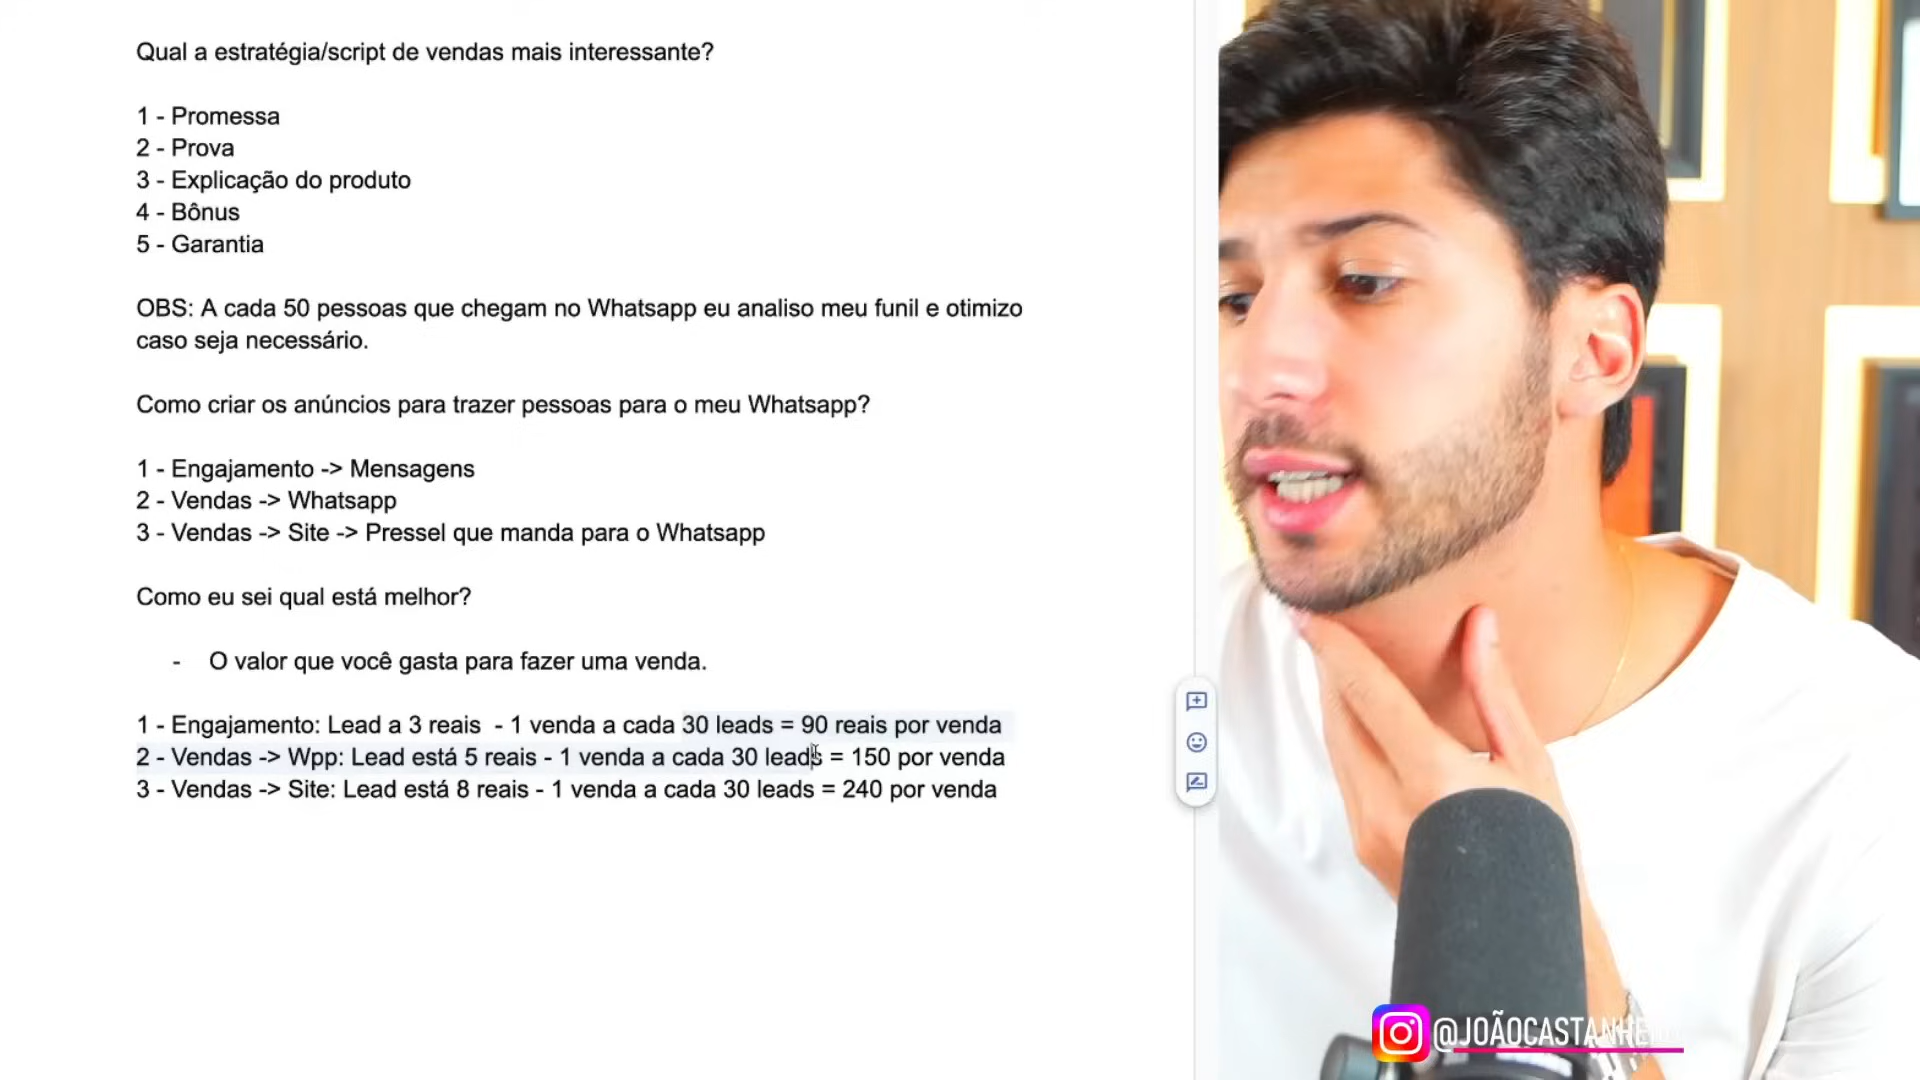 Qual a estratégia/script de vendas mais interessante?
1 - Promessa
2 - Prova
3 - Explicação do produto
4 - Bônus
5 - Garantia
OBS: A cada 50 pessoas que chegam no Whatsapp eu analiso meu funil e otimizo
caso seja necessário.
Como criar os anúncios para trazer pessoas para o meu Whatsapp?
1 - Engajamento -> Mensagens
2 - Vendas -> Whatsapp
3 - Vendas -> Site -> Pressel que manda para o Whatsapp
Como eu sei qual está melhor?
- O valor que você gasta para fazer uma venda.
1 - Engajamento: Lead a 3 reais - 1 venda a cada 30 leads = 90 reais por venda
2 - Vendas -> Wpp: Lead está 5 reais - 1 venda a cada 30 leads = 150 por venda
3 - Vendas -> Site: Lead está 8 reais - 1 venda a cada 30 leads = 240 por venda